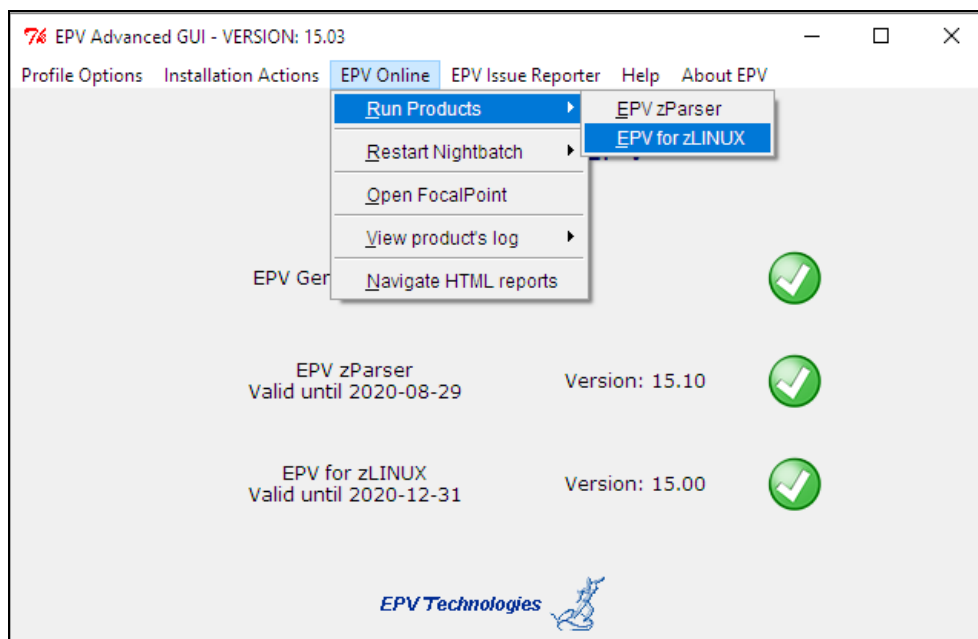 EPV Advanced GUI - VERSION: 15.03
Profile Options Installation Actions EPV Online EPV Issue Reporter Help About EPV
Run Products
EPV zParser
EPV for zLINUX
Restart Nightbatch
Open FocalPoint
View product's log
Navigate HTML reports
EPV Ger
EPV zParser
Valid until 2020-08-29
Version: 15.10
EPV for zLINUX
Valid until 2020-12-31
Version: 15.00
EPV Technologies